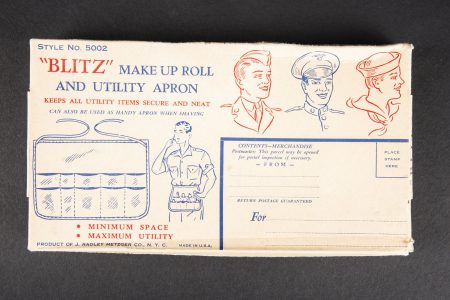 STYLE NO. 5002
"BLITZ" MAKE UP ROLL
AND UTILITY APRON
KEEPS ALL UTILITY ITEMS SECURE AND NEAT
CAN ALSO BE USED AS HANDY APRON WHEN SHAVING
• MINIMUM SPACE
• MAXIMUM UTILITY
PRODUCT OF J. RADLEY METZGER CO., N.Y.C. MADE IN U.S.A.
CONTENTS—MERCHANDISE
Postmaster: This parcel may be opened
for postal inspection if necessary.
— FROM —
PLACE
STAMP
HERE
RETURN POSTAGE GUARANTEED
For